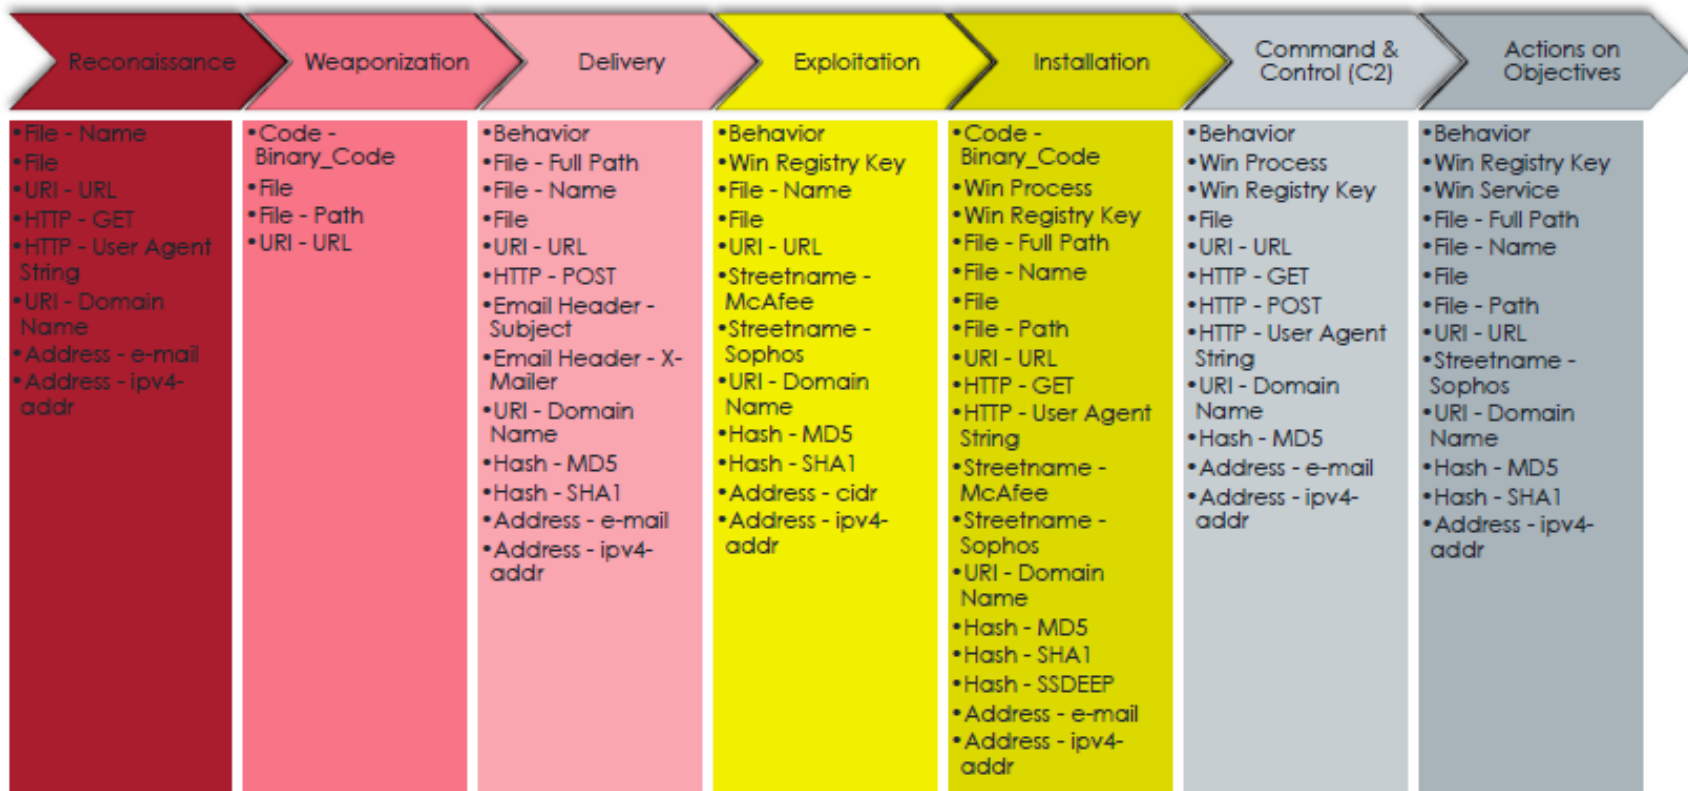 Reconaissance
Weaponization
Delivery
Exploitation
Installation
Command &
Control (C2)
Actions on
Objectives
•File - Name
•File
•URI - URL
•HTTP - GET
•HTTP - User Agent
String
•URI - Domain
Name
•Address - e-mail
•Address - ipv4-
addr
•Code -
Binary_Code
•File
•File - Path
•URI - URL
•Behavior
•File - Full Path
•File - Name
•File
•URI - URL
•HTTP - POST
•Email Header -
Subject
•Email Header - X-
Mailer
•URI - Domain
Name
•Hash - MD5
•Hash - SHA1
•Address - e-mail
•Address - ipv4-
addr
•Behavior
•Win Registry Key
•File - Name
•File
•URI - URL
•Streetname -
McAfee
•Streetname -
Sophos
•URI - Domain
Name
•Hash - MD5
•Hash - SHA1
•Address - cidr
•Address - ipv4-
addr
•Code -
Binary_Code
•Win Process
•Win Registry Key
•File - Full Path
•File - Name
•File
•File - Path
•URI - URL
•HTTP - GET
•HTTP - User Agent
String
•Streetname -
McAfee
•Streetname -
Sophos
•URI - Domain
Name
•Hash - MD5
•Hash - SHA1
•Hash - SSDEEP
•Address - e-mail
•Address - ipv4-
addr
•Behavior
•Win Process
•Win Registry Key
•File
•URI - URL
•HTTP - GET
•HTTP - POST
•HTTP - User Agent
String
•URI - Domain
Name
•Hash - MD5
•Address - e-mail
•Address - ipv4-
addr
•Behavior
•Win Registry Key
•Win Service
•File - Full Path
•File - Name
•File
•File - Path
•URI - URL
•Streetname -
Sophos
•URI - Domain
Name
•Hash - MD5
•Hash - SHA1
•Address - ipv4-
addr